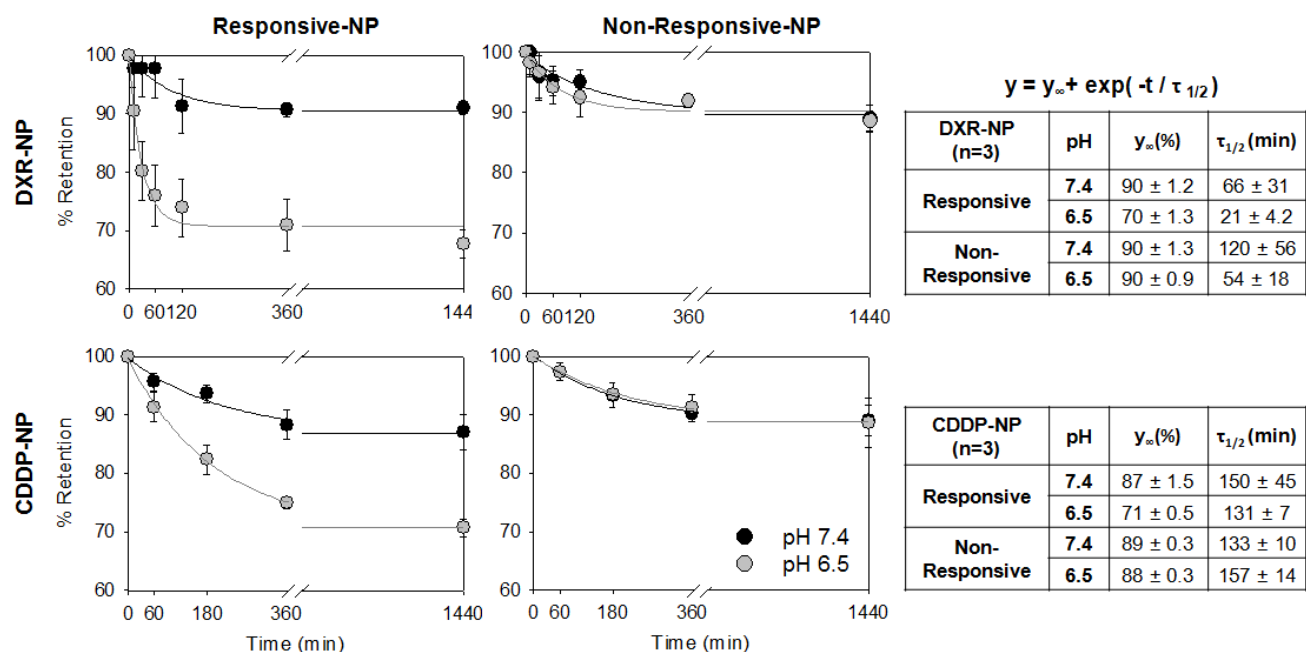 Responsive-NP
Non-Responsive-NP
DXR-NP
% Retention
100
90
80
70
60
0 60 120 360 144
100
90
80
70
60
0 60 120 360 1440
y = y∞+ exp( -t / τ 1/2)
DXR-NP (n=3) pH y∞(%) τ1/2 (min)
Responsive 7.4 90 ± 1.2 66 ± 31
6.5 70 ± 1.3 21 ± 4.2
Non-Responsive 7.4 90 ± 1.3 120 ± 56
6.5 90 ± 0.9 54 ± 18
CDDP-NP
% Retention
100
90
80
70
60
0 60 180 360 1440
Time (min)
100
90
80
70
60
0 60 180 360 1440
Time (min)
pH 7.4
pH 6.5
CDDP-NP (n=3) pH y∞(%) τ1/2 (min)
Responsive 7.4 87 ± 1.5 150 ± 45
6.5 71 ± 0.5 131 ± 7
Non-Responsive 7.4 89 ± 0.3 133 ± 10
6.5 88 ± 0.3 157 ± 14